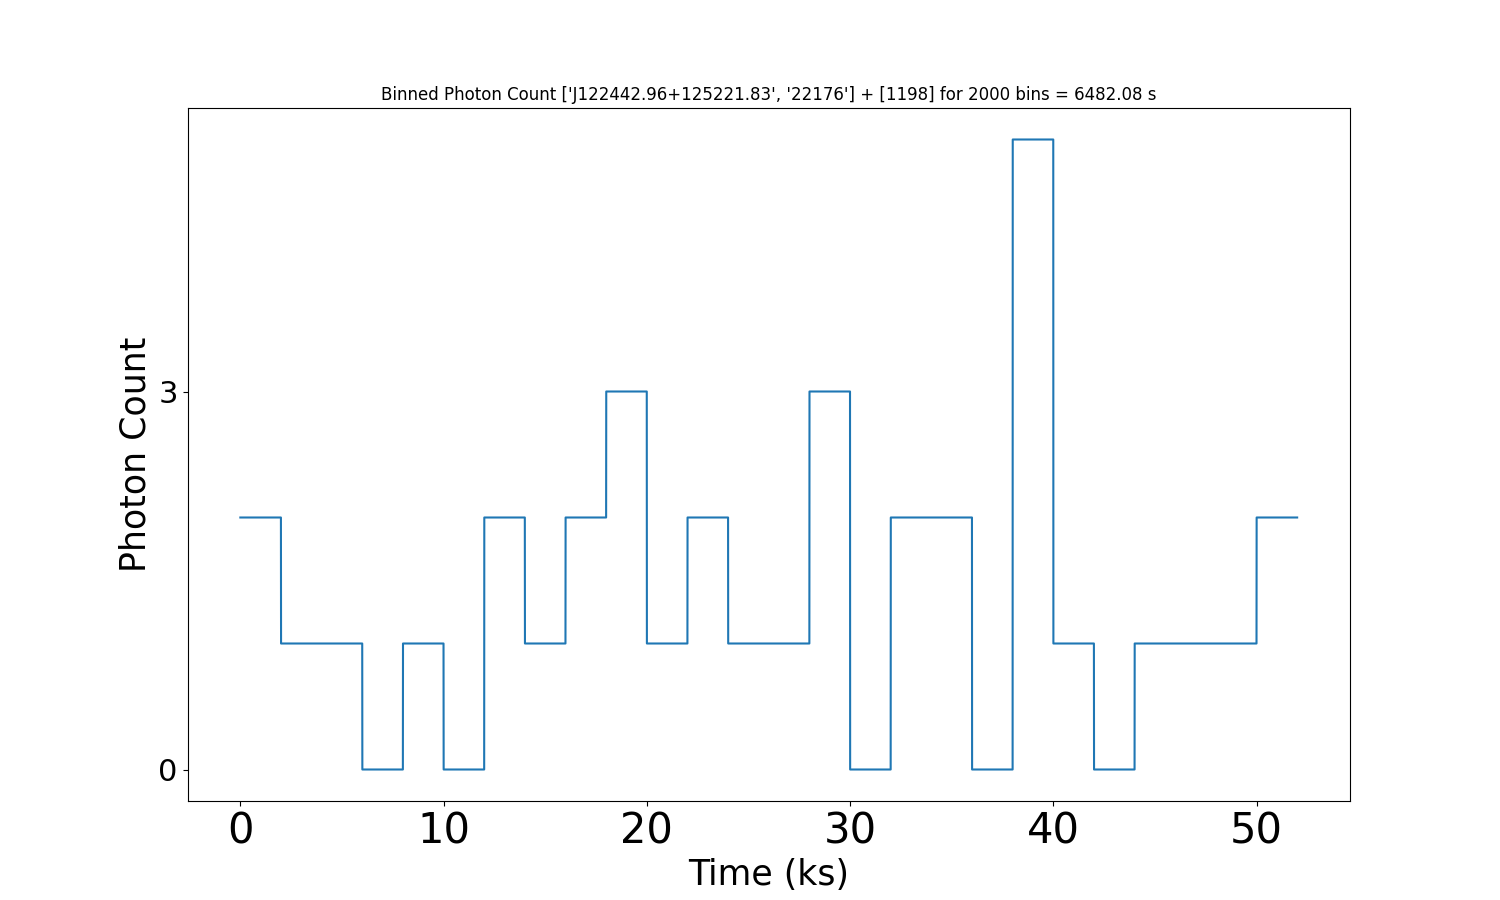 Binned Photon Count ['J122442.96+125221.83', '22176'] + [1198] for 2000 bins = 6482.08 s
Photon Count
3
0
0 10 20 30 40 50
Time (ks)